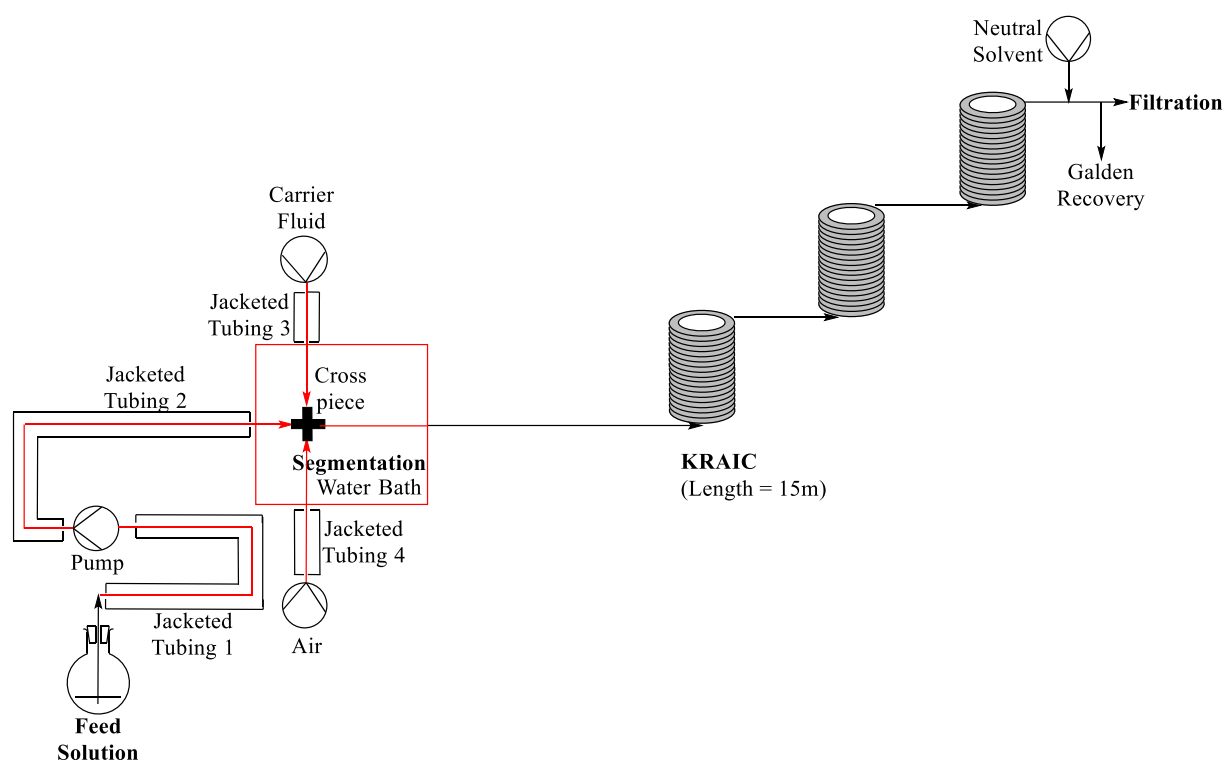 Neutral
Solvent
Filtration
Galden
Recovery
Carrier
Fluid
Jacketed
Tubing 3
Jacketed
Tubing 2
Cross
piece
Segmentation
Water Bath
KRAIC
(Length = 15m)
Jacketed
Tubing 4
Pump
Jacketed
Tubing 1
Air
Feed
Solution